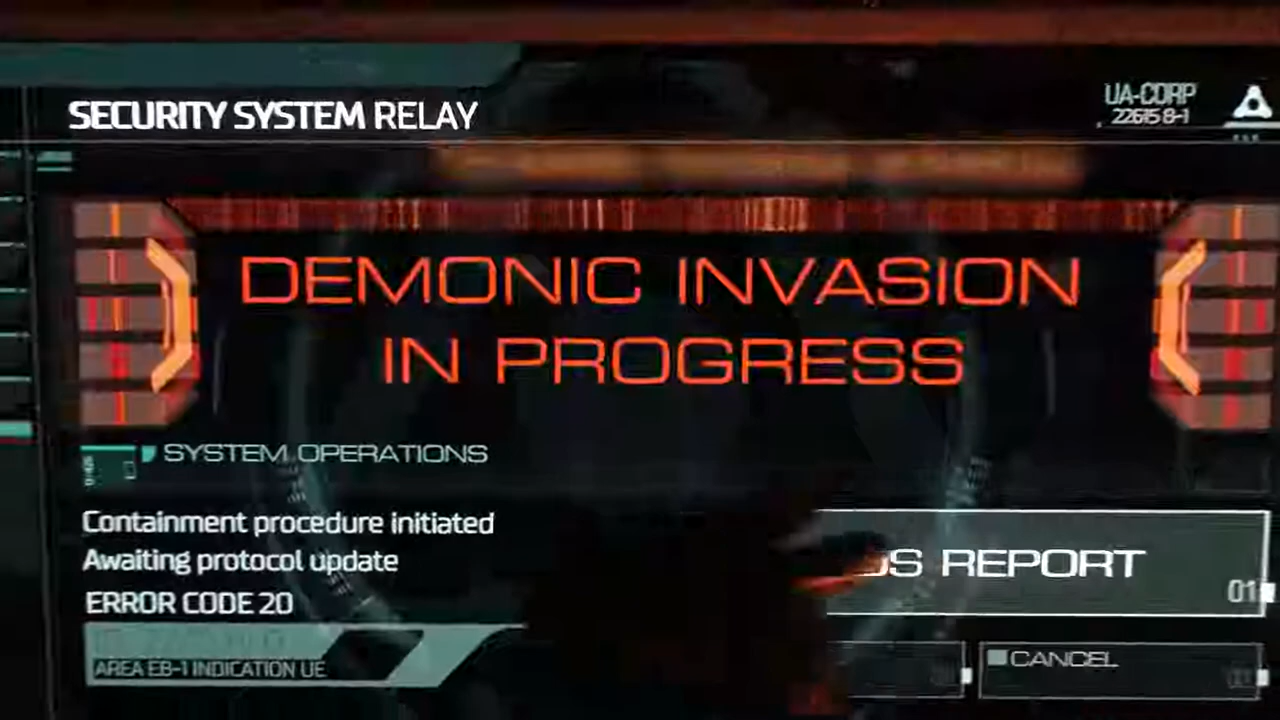 SECURITY SYSTEM RELAY
UA-CORP
22615 8-1
DEMONIC INVASION
IN PROGRESS
SYSTEM OPERATIONS
Containment procedure initiated
Awaiting protocol update
ERROR CODE 20
AREA EB-1 INDICATION UE
REPORT
01
CANCEL